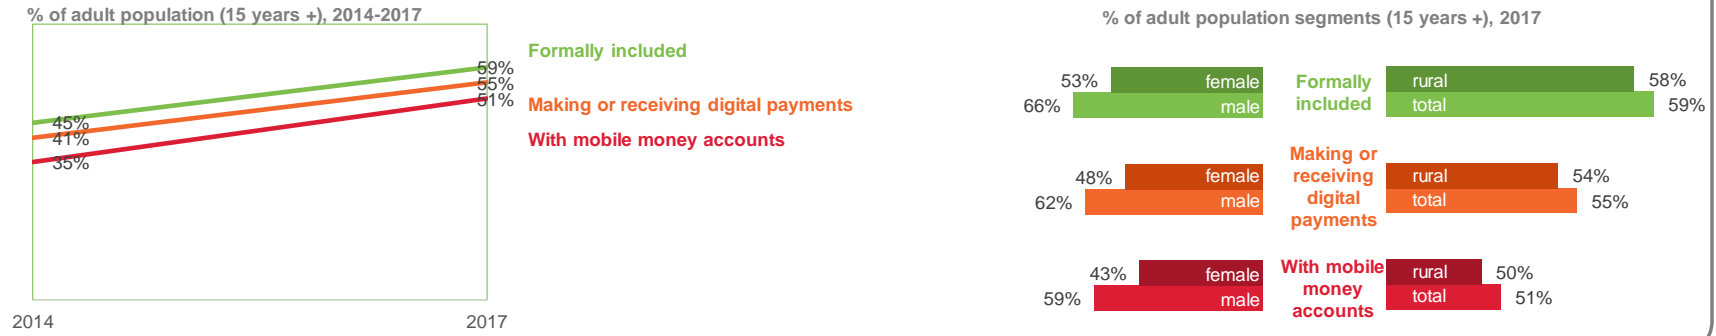 % of adult population (15 years +), 2014-2017
Formally included
59%
55%
51%
Making or receiving digital payments
With mobile money accounts
45%
41%
35%
2014
2017
% of adult population segments (15 years +), 2017
53%
female
66%
male
Formally
included
rural
58%
total
59%
48%
female
62%
male
Making or
receiving
digital
payments
rural
54%
total
55%
43%
female
59%
male
With mobile
money
accounts
rural
50%
total
51%